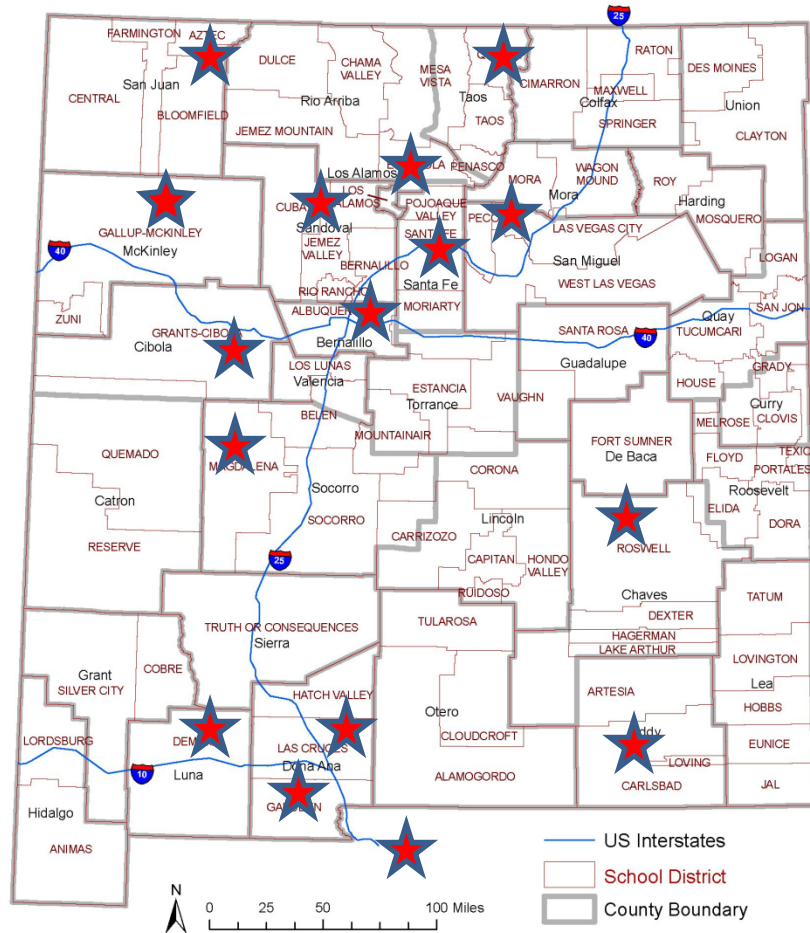 25
FARMINGTON
AZTEC
San Juan
CENTRAL
BLOOMFIELD
DULCE
CHAMA
VALLEY
Rio Arriba
JEMEZ MOUNTAIN
MESA
VISTA
Taos
TAOS
CIMARRON
RATON
MAXWELL
Colfax
SPRINGER
DES MOINES
Union
CLAYTON
Los Alamos
PENASCO
LOS
ALAMOS
CUBA
Sandoval
JEMEZ
VALLEY
POJOAQUE
VALLEY
SANTA FE
MORA
Mora
WAGON
MOUND
ROY
Harding
MOSQUERO
GALLUP-MCKINLEY
McKinley
40
ZUNI
BERNALILLO
RIO RANCHO
Santa Fe
MORIARTY
LAS VEGAS CITY
San Miguel
WEST LAS VEGAS
LOGAN
SAN JON
Quay
TUCUMCARI
GRADY
GRANTS-CIBOLA
Cibola
Bernalillo
LOS LUNAS
Valencia
BELEN
ESTANCIA
Torrance
MOUNTAINAIR
VAUGHN
SANTA ROSA
Guadalupe
40
HOUSE
Curry
MELROSE
CLOVIS
QUEMADO
Catron
RESERVE
MAGDALENA
Socorro
SOCORRO
25
CORONA
Lincoln
CARRIZOZO
CAPITAN
HONDO
VALLEY
RUIDOSO
FORT SUMNER
De Baca
FLOYD
PORTALES
Roosevelt
ELIDA
DORA
ROSWELL
Chaves
DEXTER
HAGERMAN
LAKE ARTHUR
TATUM
LOVINGTON
Lea
HOBBS
EUNICE
JAL
TRUTH OR CONSEQUENCES
Sierra
TULAROSA
Otero
CLOUDCROFT
ALAMOGORDO
ARTESIA
LOVING
CARLSBAD
Grant
SILVER CITY
COBRE
LORDSBURG
Luna
10
HATCH VALLEY
LAS CRUCES
Dona Ana
Hidalgo
ANIMAS
US Interstates
School District
County Boundary
N
0 25 50 100 Miles